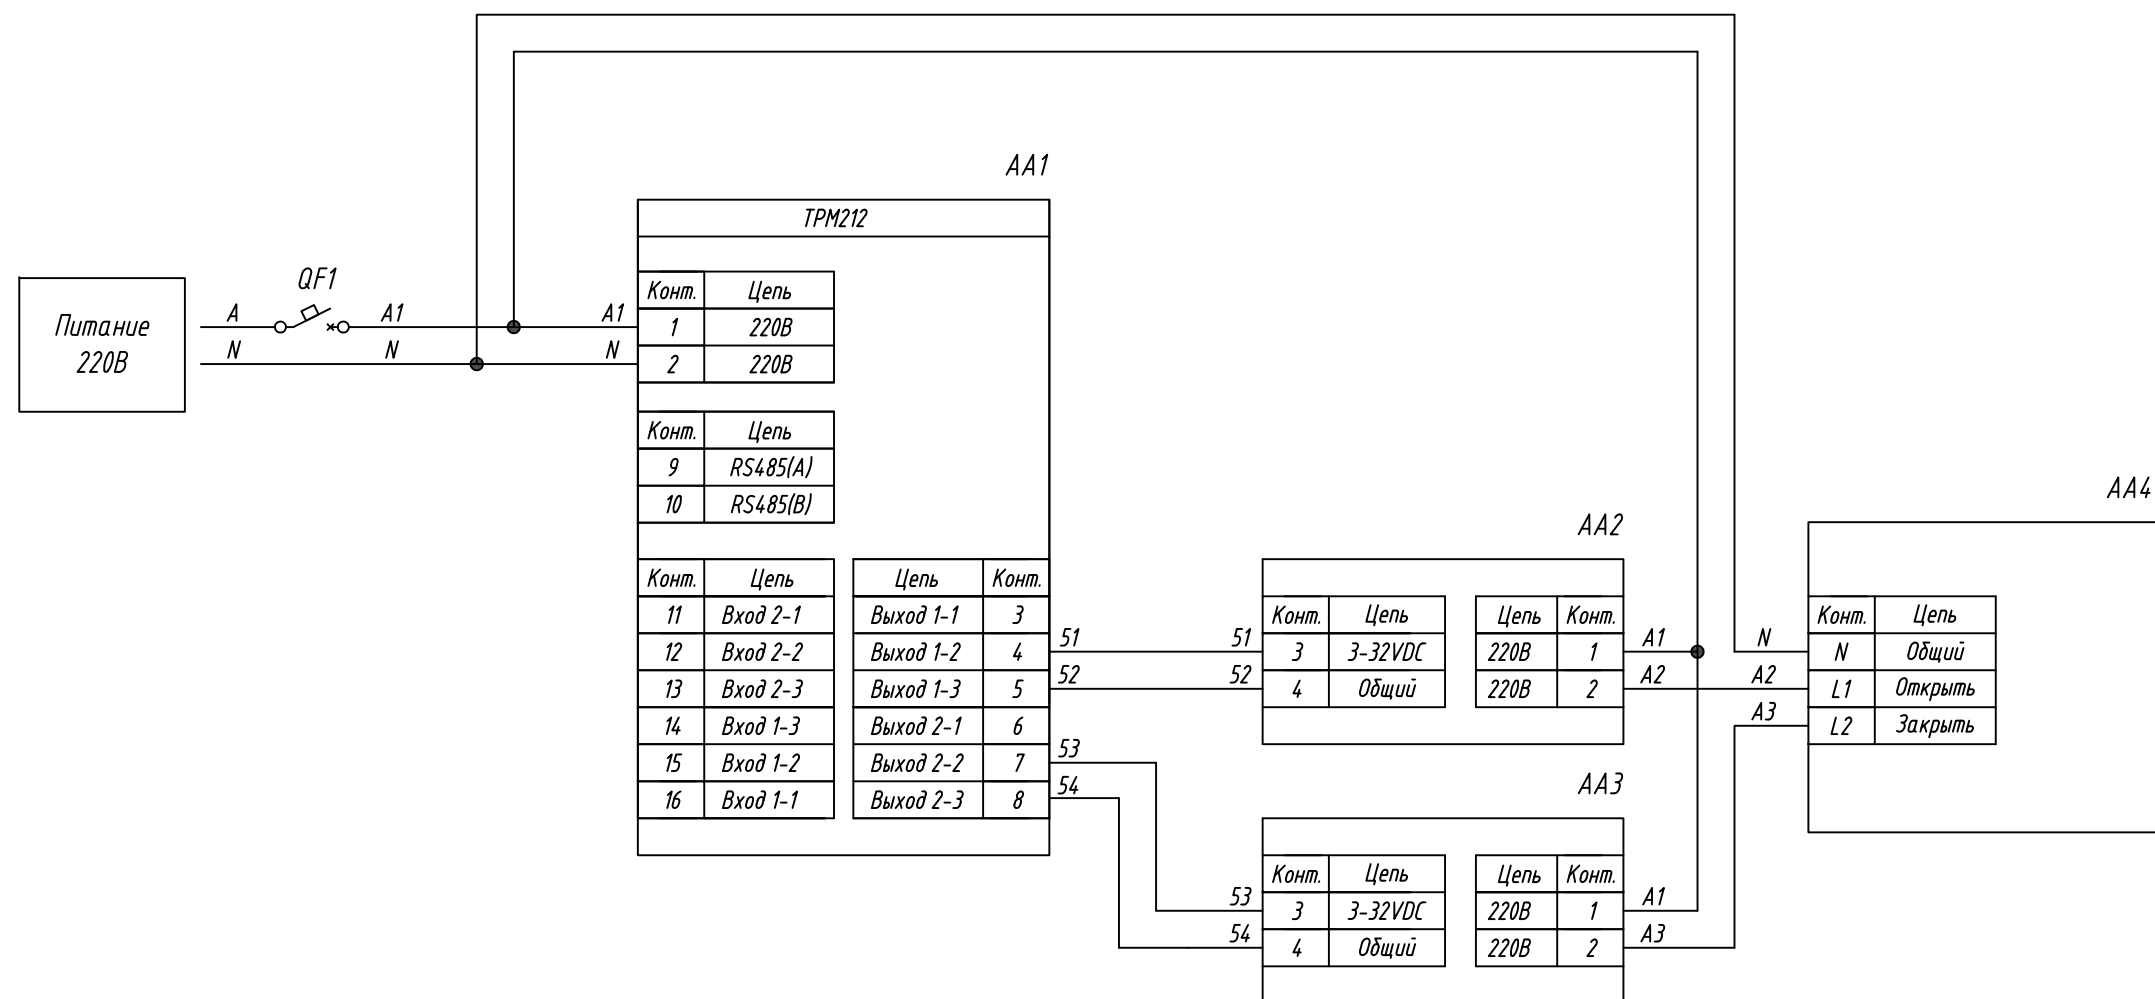 AA1
TPM212
QF1
Питание
220В
A
A1
A1
N
N
N
Конт. Цепь
1 220В
2 220В
Конт. Цепь
9 RS485(A)
10 RS485(B)
Конт. Цепь
11 Вход 2-1
12 Вход 2-2
13 Вход 2-3
14 Вход 1-3
15 Вход 1-2
16 Вход 1-1
Цепь Конт.
Выход 1-1 3
Выход 1-2 4
Выход 1-3 5
Выход 2-1 6
Выход 2-2 7
Выход 2-3 8
51
52
53
54
51
52
AA2
Конт. Цепь
3 3-32VDC
4 Общий
Цепь Конт.
220В 1
220В 2
A1
A2
53
54
AA3
Конт. Цепь
3 3-32VDC
4 Общий
Цепь Конт.
220В 1
220В 2
A1
A3
N
A2
A3
AA4
Конт. Цепь
N Общий
L1 Открыть
L2 Закрыть